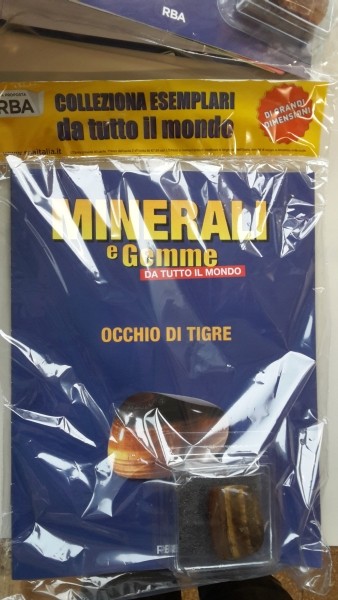 RBA
RBA
COLLEZIONA ESEMPLARI
da tutto il mondo
DI GRANDI
DIMENSIONI
MINERALI
e Gemme
DA TUTTO IL MONDO
OCCHIO DI TIGRE